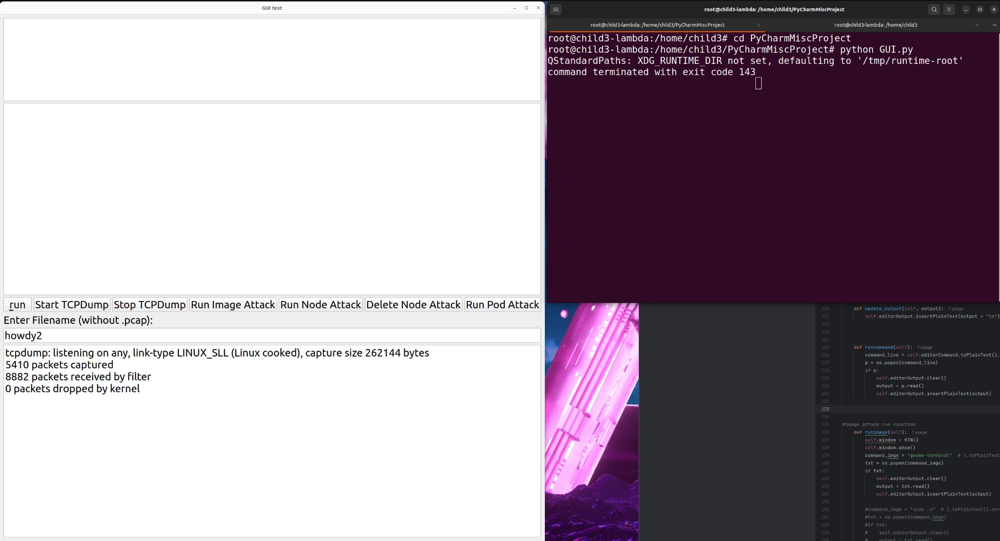 GUI test
run
Start TCPDump
Stop TCPDump
Run Image Attack
Run Node Attack
Delete Node Attack
Run Pod Attack
Enter Filename (without .pcap):
howdy2
tcpdump: listening on any, link-type LINUX_SLL (Linux cooked), capture size 262144 bytes
5410 packets captured
8882 packets received by filter
0 packets dropped by kernel
root@child3-lambda: /home/child3/PyCharmMiscProject
root@child3-lambda: /home/child3/PyCharmMiscProject
root@child3-lambda: /home/child3
root@child3-lambda:/home/child3# cd PyCharmMiscProject
root@child3-lambda:/home/child3/PyCharmMiscProject# python GUI.py
QStandardPaths: XDG_RUNTIME_DIR not set, defaulting to '/tmp/runtime-root'
command terminated with exit code 143
110 def update_output(self, output): 1 usage
111 self.editorOutput.insertPlainText(output + "\n")
112
113
114
115 def runcommand(self): 1 usage
116 command_line = self.editorCommand.toPlainText().
117 p = os.popen(command_line)
118 if p:
119 self.editorOutput.clear()
120 output = p.read()
121 self.editorOutput.insertPlainText(output)
122
123
124
125 #image attack run function
126 def runimage(self): 1 usage
127 self.window = KTN()
128 self.window.show()
129 command_imge = "gnome-terminal" # ).toPlainText
130 txt = os.popen(command_imge)
131 if txt:
132 self.editorOutput.clear()
133 output = txt.read()
134 self.editorOutput.insertPlainText(output)
135
136 #command_imge = "sudo -s" # ).toPlainText().str
137 #txt = os.popen(command_imge)
138 #if txt:
139 # self.editorOutput.clear()
140 # output = txt.read()